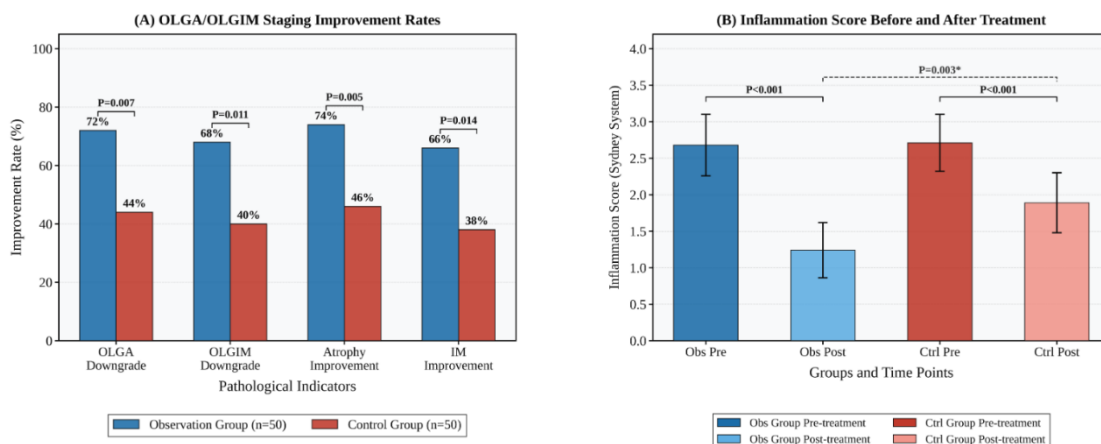 (A) OLGA/OLGIM Staging Improvement Rates
100
80
60
40
20
0
Improvement Rate (%)
P=0.007
72%
44%
P=0.011
68%
40%
P=0.005
74%
46%
P=0.014
66%
38%
OLGA
Downgrade
OLGIM
Downgrade
Atrophy
Improvement
IM
Improvement
Pathological Indicators
Observation Group (n=50)
Control Group (n=50)
(B) Inflammation Score Before and After Treatment
4.0
3.5
3.0
2.5
2.0
1.5
1.0
0.5
0.0
Inflammation Score (Sydney System)
P=0.003*
P<0.001
P<0.001
Obs Pre
Obs Post
Ctrl Pre
Ctrl Post
Groups and Time Points
Obs Group Pre-treatment
Obs Group Post-treatment
Ctrl Group Pre-treatment
Ctrl Group Post-treatment